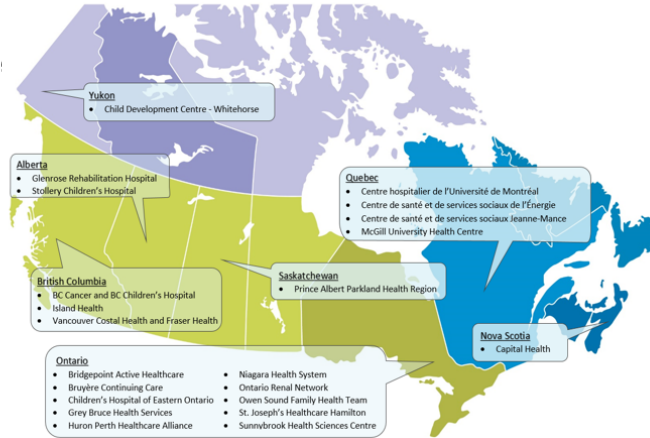 Yukon
• Child Development Centre - Whitehorse
Alberta
• Glenrose Rehabilitation Hospital
• Stollery Children's Hospital
Quebec
• Centre hospitalier de l'Université de Montréal
• Centre de santé et de services sociaux de l'Énergie
• Centre de santé et de services sociaux Jeanne-Mance
• McGill University Health Centre
British Columbia
• BC Cancer and BC Children's Hospital
• Island Health
• Vancouver Costal Health and Fraser Health
Saskatchewan
• Prince Albert Parkland Health Region
Nova Scotia
• Capital Health
Ontario
• Bridgepoint Active Healthcare
• Bruyère Continuing Care
• Children's Hospital of Eastern Ontario
• Grey Bruce Health Services
• Huron Perth Healthcare Alliance
• Niagara Health System
• Ontario Renal Network
• Owen Sound Family Health Team
• St. Joseph's Healthcare Hamilton
• Sunnybrook Health Sciences Centre